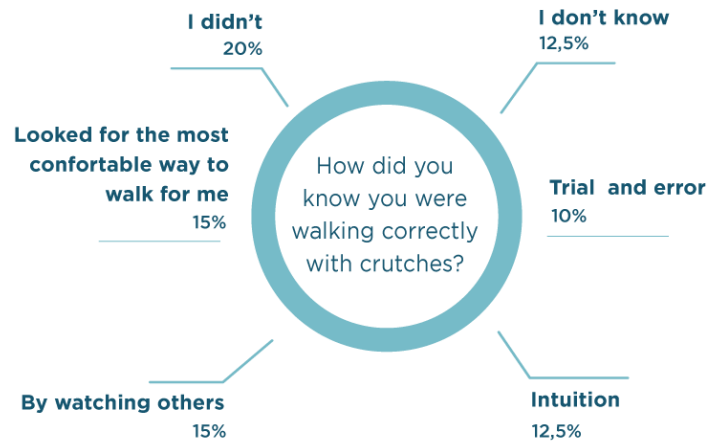 I didn't
20%
I don't know
12,5%
Looked for the most
confortable way to
walk for me
15%
How did you
know you were
walking correctly
with crutches?
Trial and error
10%
By watching others
15%
Intuition
12,5%